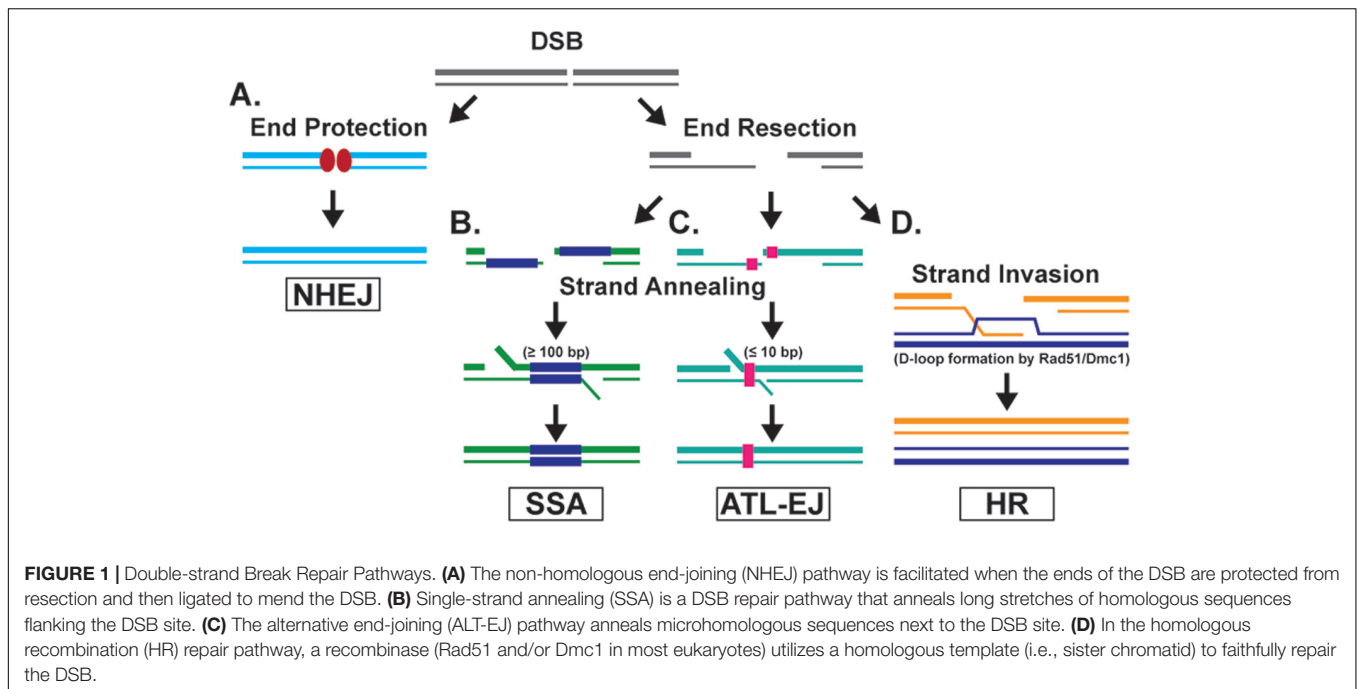 DSB
A.
End Protection
End Resection
NHEJ
B.
C.
D.
Strand Annealing
Strand Invasion
(≥ 100 bp)
(≤ 10 bp)
(D-loop formation by Rad51/Dmc1)
SSA
ATL-EJ
HR
FIGURE 1 | Double-strand Break Repair Pathways. (A) The non-homologous end-joining (NHEJ) pathway is facilitated when the ends of the DSB are protected from
resection and then ligated to mend the DSB. (B) Single-strand annealing (SSA) is a DSB repair pathway that anneals long stretches of homologous sequences
flanking the DSB site. (C) The alternative end-joining (ALT-EJ) pathway anneals microhomologous sequences next to the DSB site. (D) In the homologous
recombination (HR) repair pathway, a recombinase (Rad51 and/or Dmc1 in most eukaryotes) utilizes a homologous template (i.e., sister chromatid) to faithfully repair
the DSB.